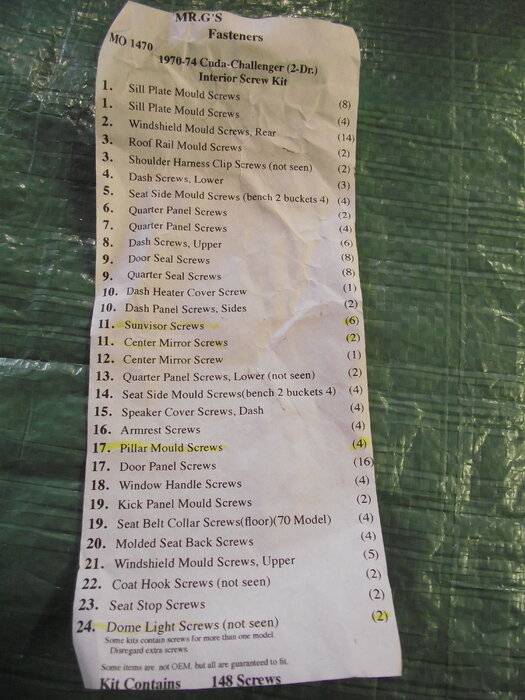 MR.G'S
Fasteners
MO 1470
1970-74 Cuda-Challenger (2-Dr.)
Interior Screw Kit
1. Sill Plate Mould Screws (8)
1. Sill Plate Mould Screws (4)
2. Windshield Mould Screws, Rear (14)
3. Roof Rail Mould Screws (2)
3. Shoulder Harness Clip Screws (not seen) (2)
4. Dash Screws, Lower (3)
5. Seat Side Mould Screws (bench 2 buckets 4) (4)
6. Quarter Panel Screws (2)
7. Quarter Panel Screws (4)
8. Dash Screws, Upper (6)
9. Door Seal Screws (8)
9. Quarter Seal Screws (8)
10. Dash Heater Cover Screw (1)
10. Dash Panel Screws, Sides (2)
11. Sunvisor Screws (6)
11. Center Mirror Screws (2)
12. Center Mirror Screw (1)
13. Quarter Panel Screws, Lower (not seen) (2)
14. Seat Side Mould Screws(bench 2 buckets 4) (4)
15. Speaker Cover Screws, Dash (4)
16. Armrest Screws (4)
17. Pillar Mould Screws (4)
17. Door Panel Screws (16)
18. Window Handle Screws (4)
19. Kick Panel Mould Screws (2)
19. Seat Belt Collar Screws(floor)(70 Model) (4)
20. Molded Seat Back Screws (4)
21. Windshield Mould Screws, Upper (5)
22. Coat Hook Screws (not seen) (2)
23. Seat Stop Screws (2)
24. Dome Light Screws (not seen) (2)
Some kits contain screws for more than one model.
Disregard extra screws.
Some items are not OEM, but all are guaranteed to fit.
Kit Contains 148 Screws